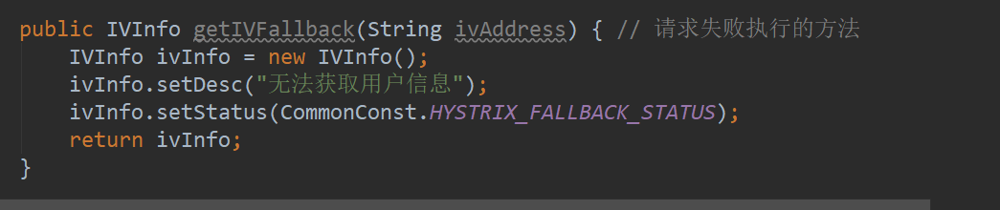 public IVInfo getIVFallback(String ivAddress) { // 请求失败执行的方法
    IVInfo ivInfo = new IVInfo();
    ivInfo.setDesc("无法获取用户信息");
    ivInfo.setStatus(CommonConst.HYSTRIX_FALLBACK_STATUS);
    return ivInfo;
}